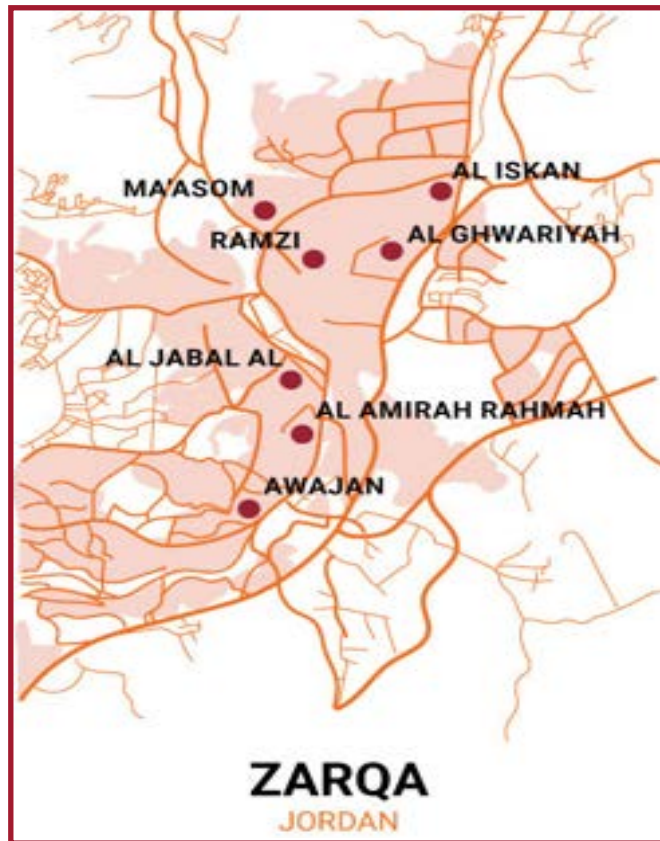 AL ISKAN
MA'ASOM
RAMZI
AL GHWARIYAH
AL JABAL AL
AL AMIRAH RAHMAH
AWAJAN
ZARQA
JORDAN